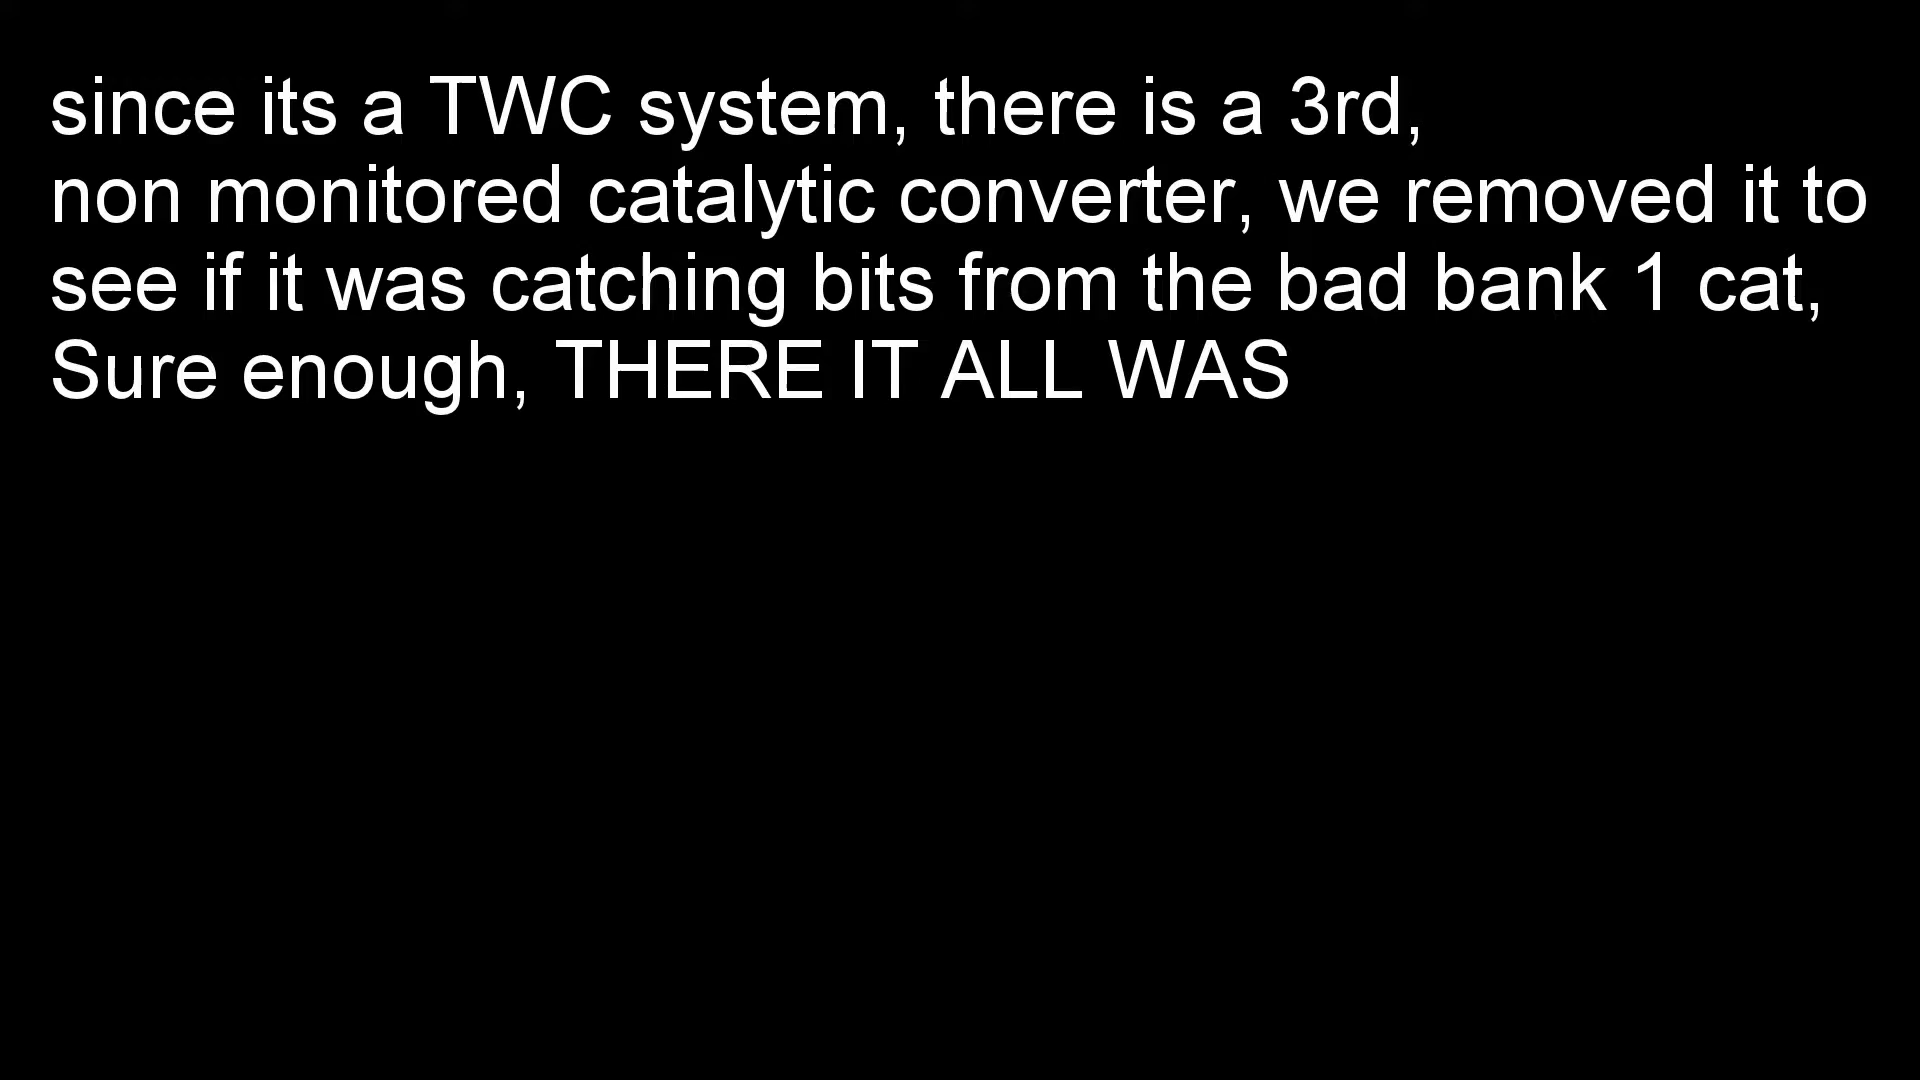 since its a TWC system, there is a 3rd,
non monitored catalytic converter, we removed it to
see if it was catching bits from the bad bank 1 cat,
Sure enough, THERE IT ALL WAS